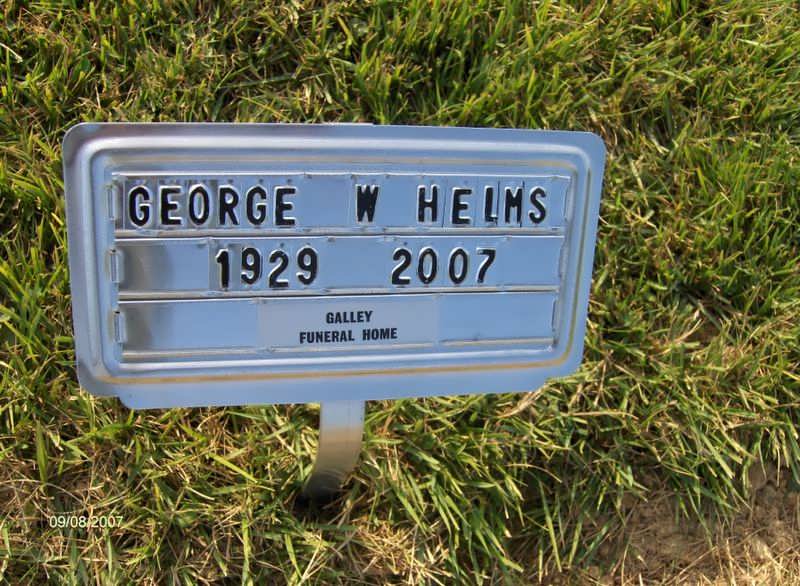 GEORGE W HELMS
1929 2007
GALLEY
FUNERAL HOME
09/08/2007